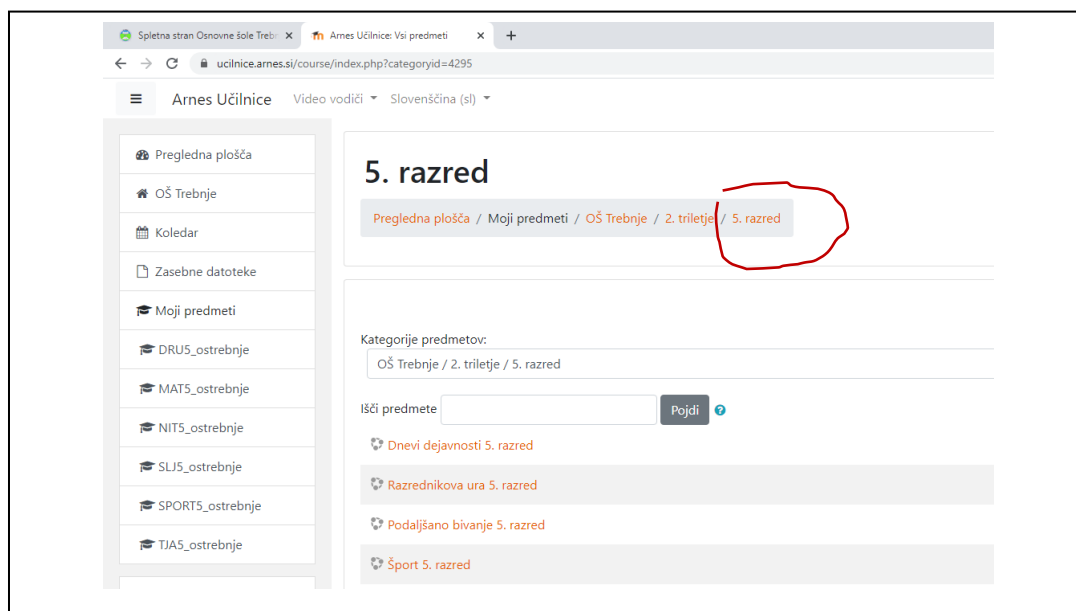 Spletna stran Osnovne šole Treb
Arnes Učilnice: Vsi predmeti
ucilnice.arnes.si/course/index.php?categoryid=4295
Arnes Učilnice Video vodiči Slovenščina (sl)
Pregledna plošča
OŠ Trebnje
Koledar
Zasebne datoteke
Moji predmeti
DRU5_ostrebnje
MAT5_ostrebnje
NIT5_ostrebnje
SLJ5_ostrebnje
SPORT5_ostrebnje
TJA5_ostrebnje
5. razred
Pregledna plošča / Moji predmeti / OŠ Trebnje / 2. triletje / 5. razred
Kategorije predmetov:
OŠ Trebnje / 2. triletje / 5. razred
Išči predmete Pojdi
Dnevi dejavnosti 5. razred
Razrednikova ura 5. razred
Podaljšano bivanje 5. razred
Šport 5. razred